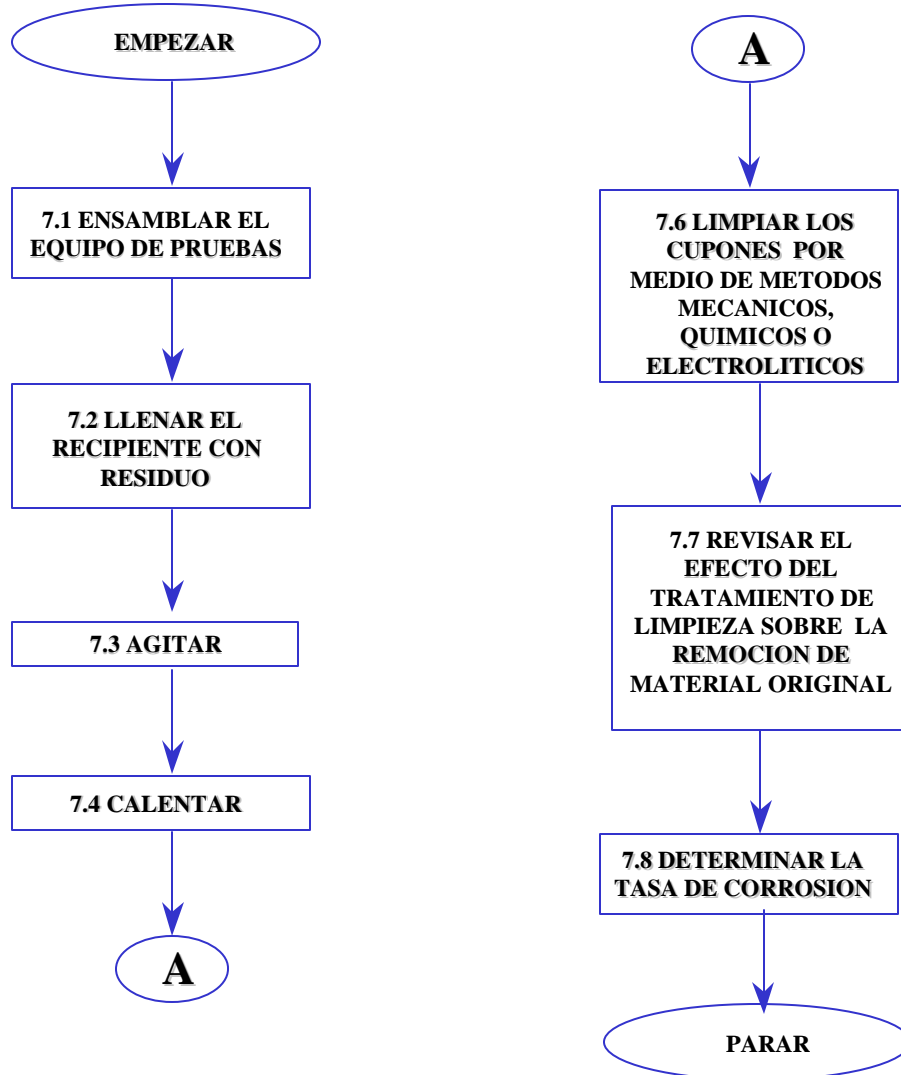 EMPEZAR
7.1 ENSAMBLAR EL
EQUIPO DE PRUEBAS
7.2 LLENAR EL
RECIPIENTE CON
RESIDUO
7.3 AGITAR
7.4 CALENTAR
A
A
7.6 LIMPIAR LOS
CUPONES POR
MEDIO DE METODOS
MECANICOS,
QUIMICOS O
ELECTROLITICOS
7.7 REVISAR EL
EFECTO DEL
TRATAMIENTO DE
LIMPIEZA SOBRE LA
REMOCION DE
MATERIAL ORIGINAL
7.8 DETERMINAR LA
TASA DE CORROSION
PARAR